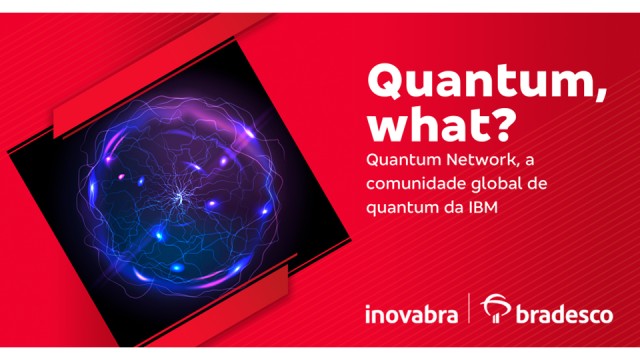 Quantum,
what?
Quantum Network, a
comunidade global de
quantum da IBM
inovabra | bradesco